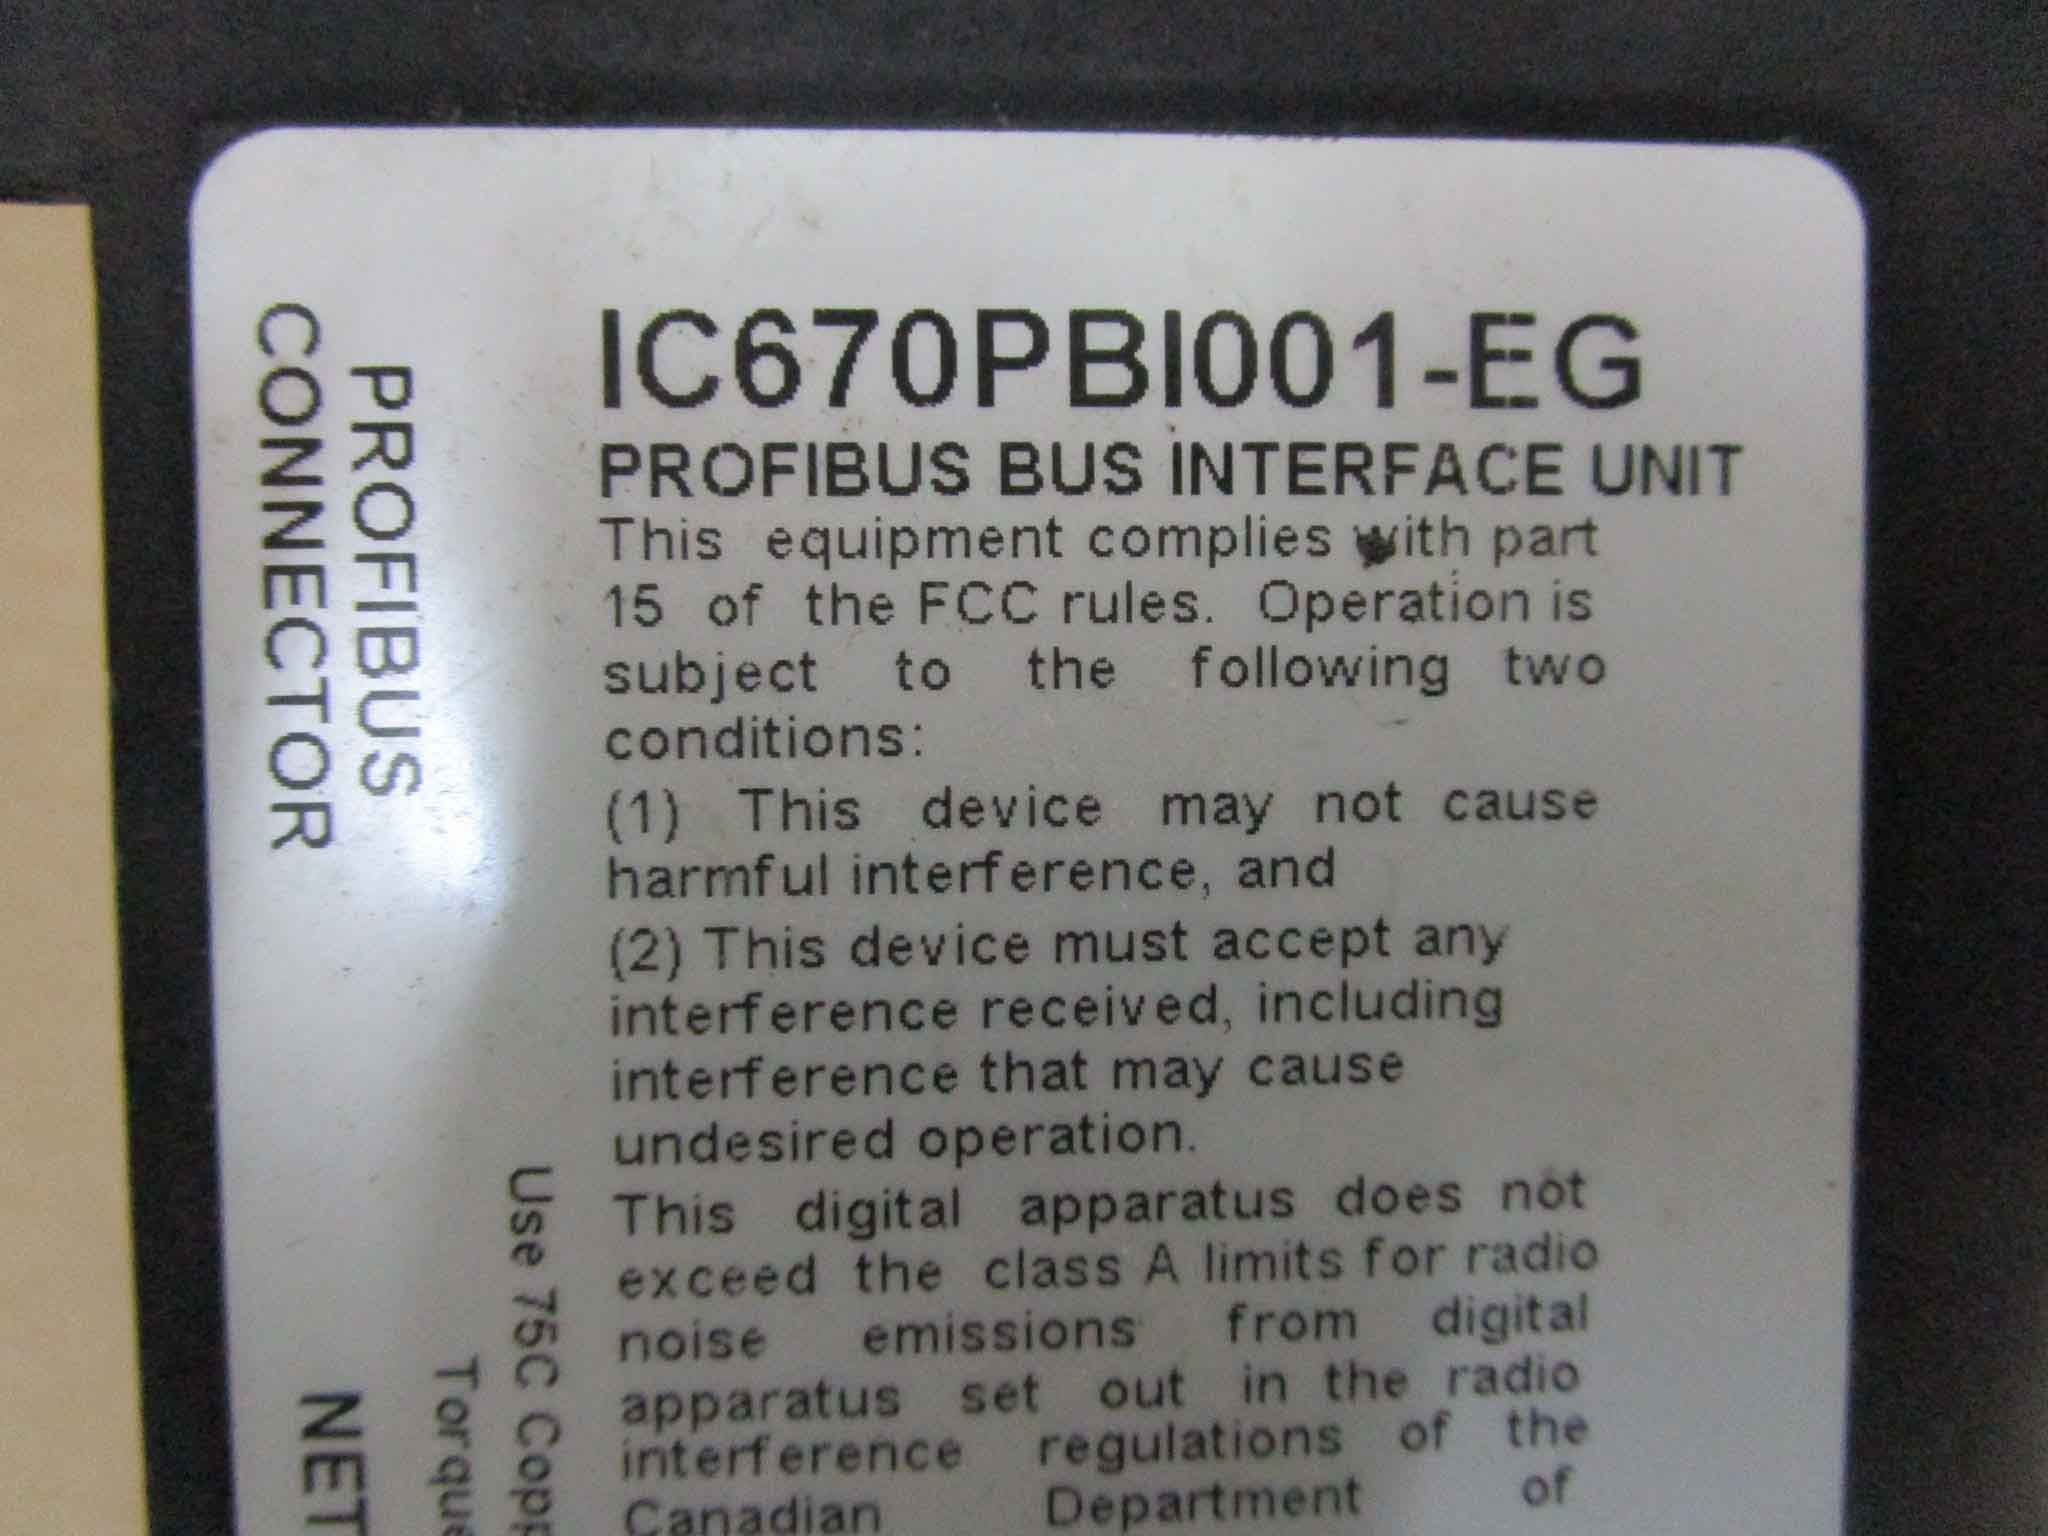 IC670PBI001-EG
PROFIBUS BUS INTERFACE UNIT
This equipment complies with part
15 of the FCC rules. Operation is
subject to the following two
conditions:
(1) This device may not cause
harmful interference, and
(2) This device must accept any
interference received, including
interference that may cause
undesired operation.
This digital apparatus does not
exceed the class A limits for radio
noise emissions from digital
apparatus set out in the radio
interference regulations of the
Canadian Department of
PROFIBUS
CONNECTOR
Use 75C
Torque
NET